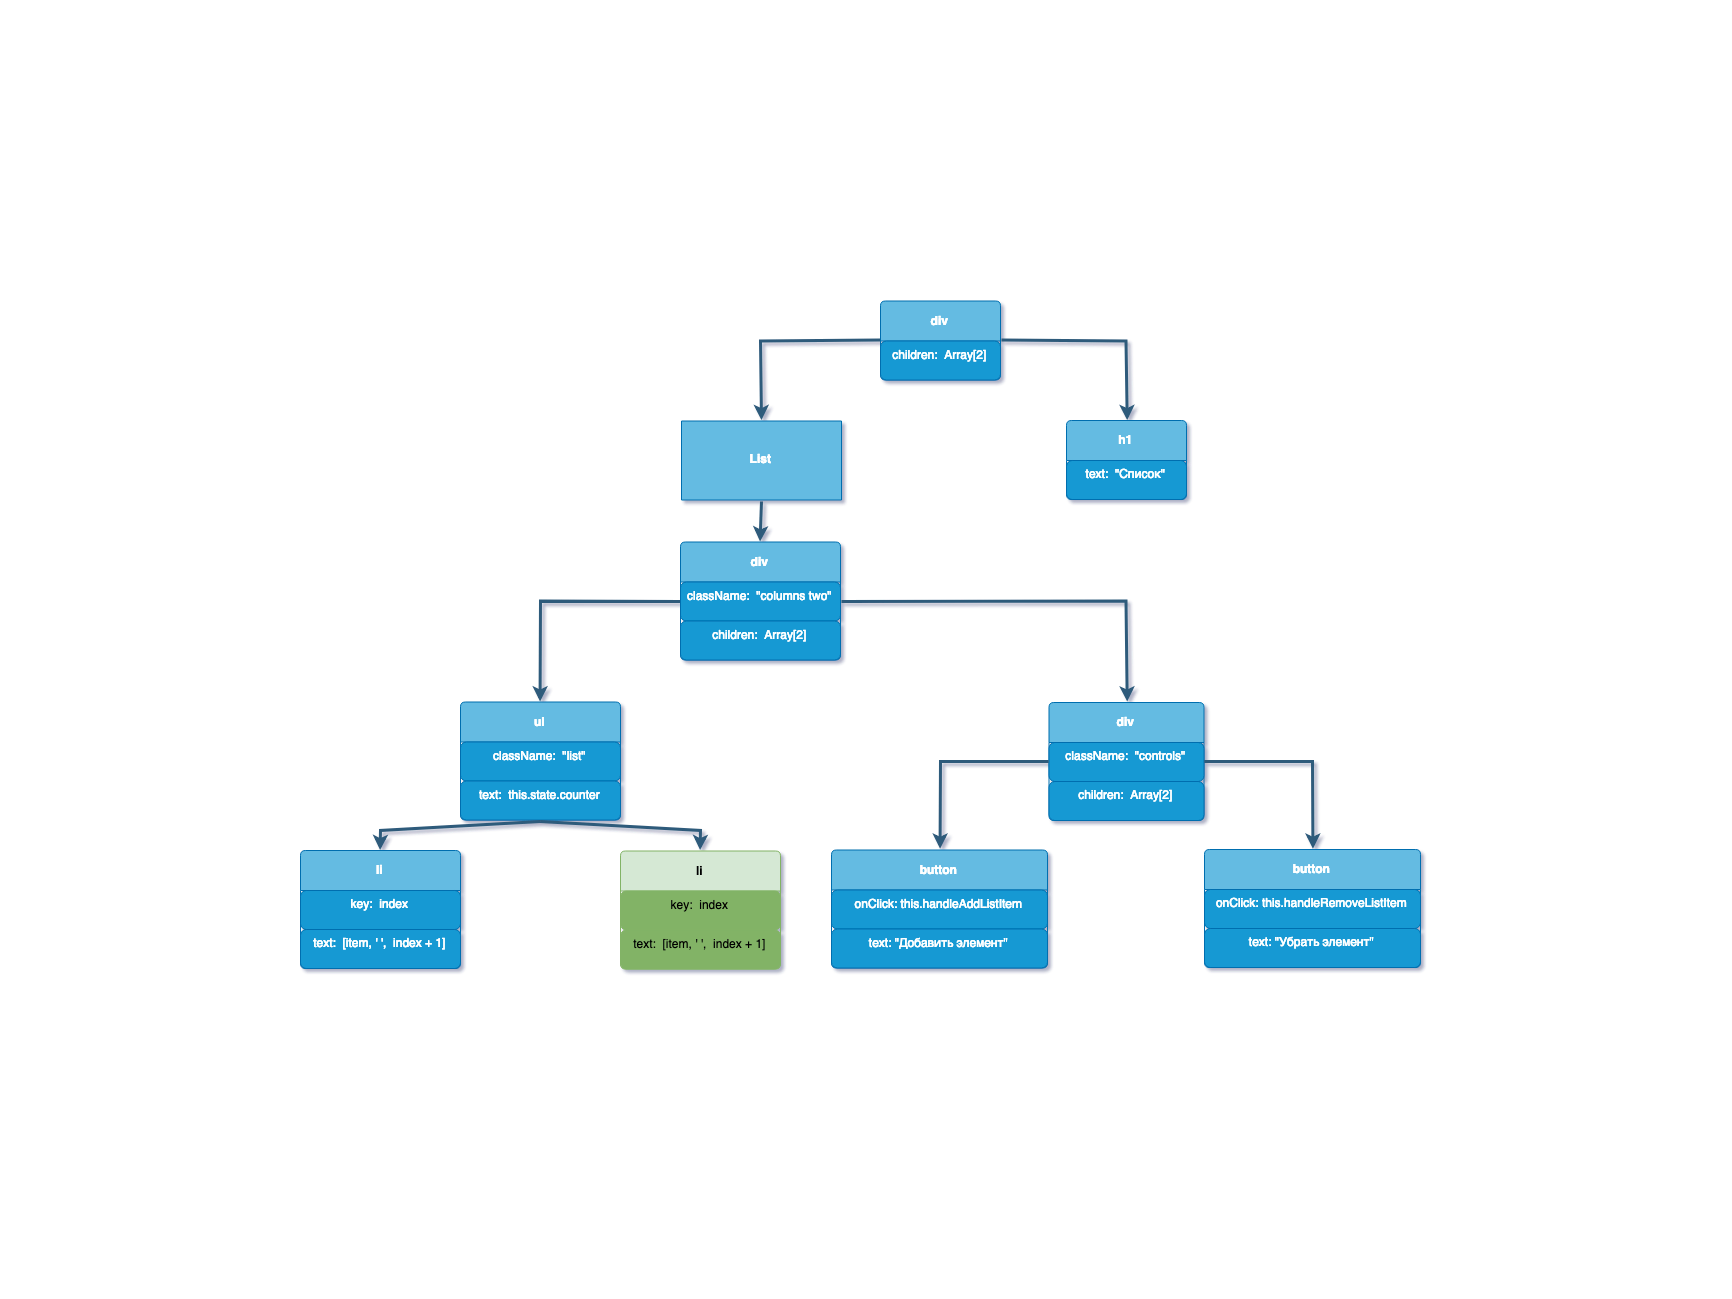 div
children: Array[2]
List
h1
text: "Список"
div
className: "columns two"
children: Array[2]
ul
className: "list"
text: this.state.counter
div
className: "controls"
children: Array[2]
li
key: index
text: [item, ' ', index + 1]
li
key: index
text: [item, ' ', index + 1]
button
onClick: this.handleAddListItem
text: "Добавить элемент"
button
onClick: this.handleRemoveListItem
text: "Убрать элемент"